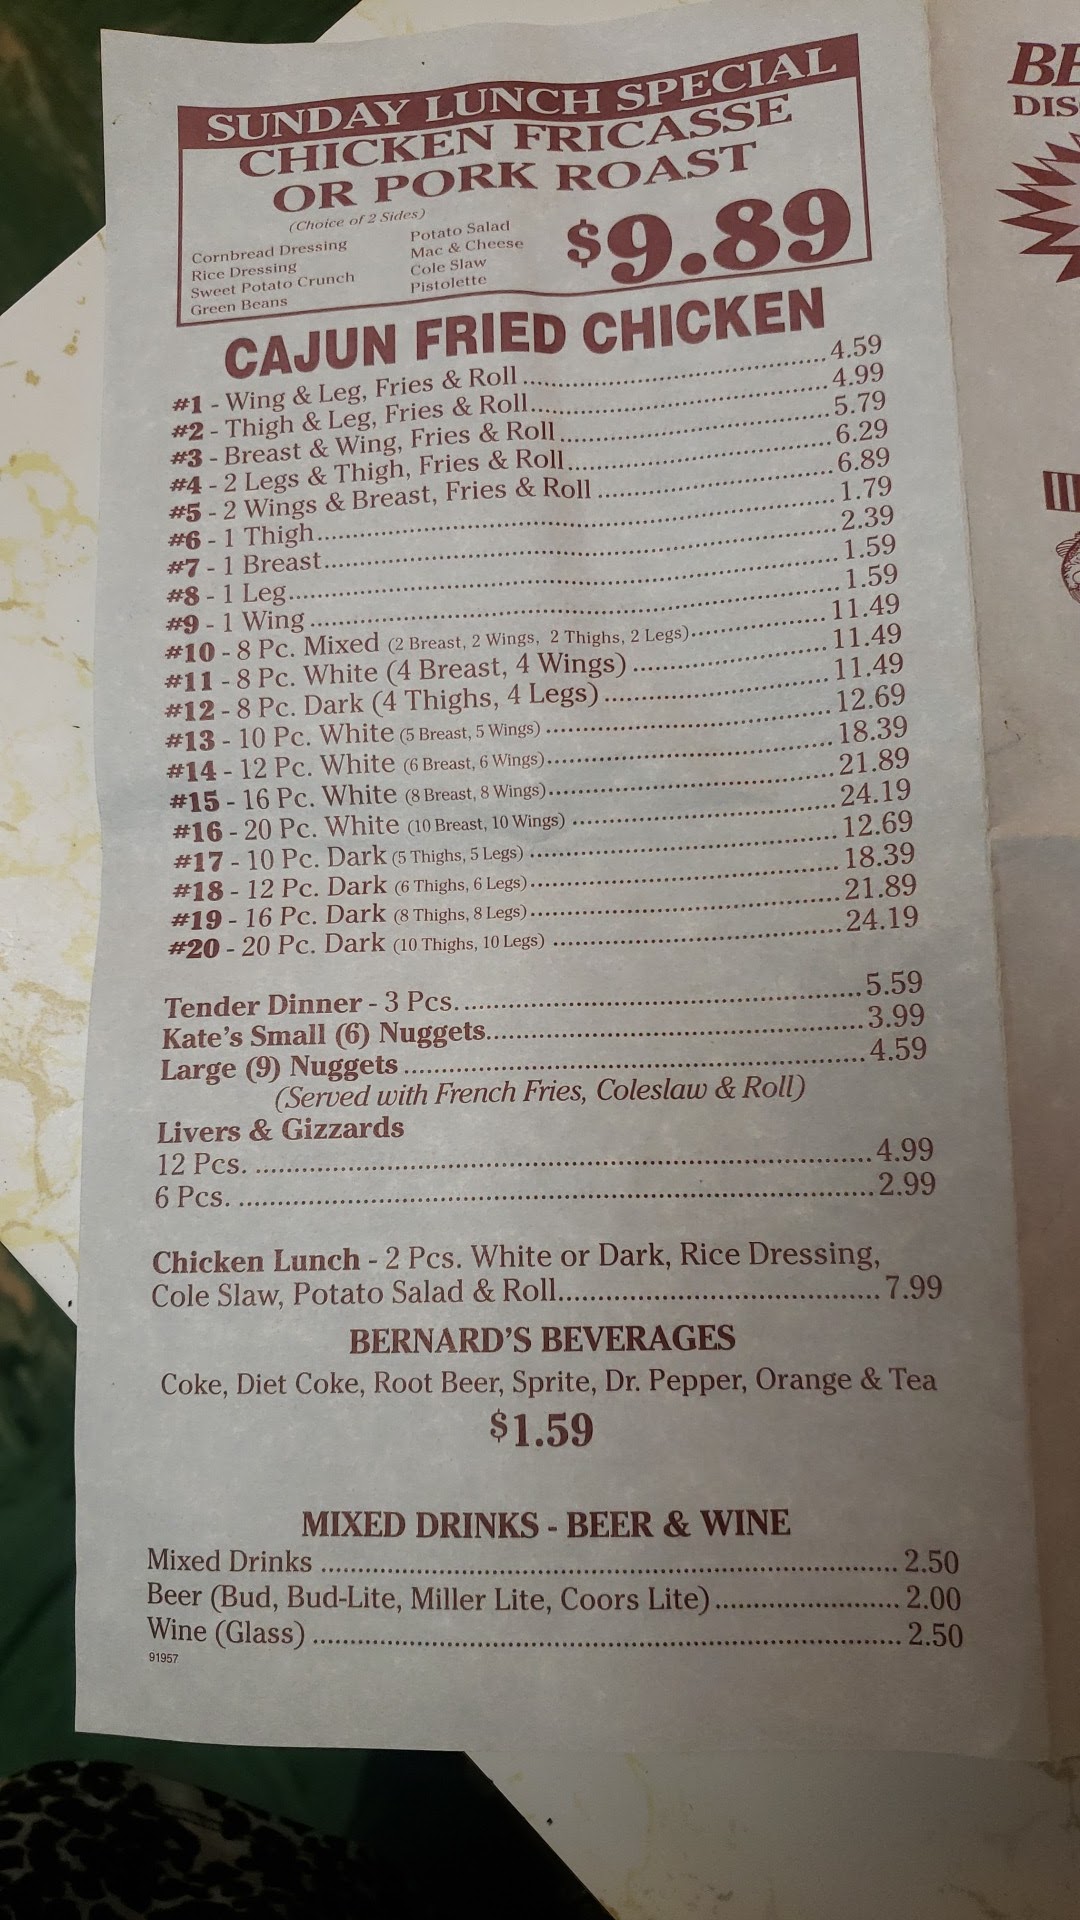 SUNDAY LUNCH SPECIAL
CHICKEN FRICASSE
OR PORK ROAST
(Choice of 2 Sides)
Cornbread Dressing
Rice Dressing
Sweet Potato Crunch
Green Beans
Potato Salad
Mac & Cheese
Cole Slaw
Pistolette
$9.89
CAJUN FRIED CHICKEN
#1 - Wing & Leg, Fries & Roll ........ 4.59
#2 - Thigh & Leg, Fries & Roll ........ 4.99
#3 - Breast & Wing, Fries & Roll ........ 5.79
#4 - 2 Legs & Thigh, Fries & Roll ........ 6.29
#5 - 2 Wings & Breast, Fries & Roll ........ 6.89
#6 - 1 Thigh ........ 1.79
#7 - 1 Breast ........ 2.39
#8 - 1 Leg ........ 1.59
#9 - 1 Wing ........ 1.59
#10 - 8 Pc. Mixed (2 Breast, 2 Wings, 2 Thighs, 2 Legs) ........ 11.49
#11 - 8 Pc. White (4 Breast, 4 Wings) ........ 11.49
#12 - 8 Pc. Dark (4 Thighs, 4 Legs) ........ 11.49
#13 - 10 Pc. White (5 Breast, 5 Wings) ........ 12.69
#14 - 12 Pc. White (6 Breast, 6 Wings) ........ 18.39
#15 - 16 Pc. White (8 Breast, 8 Wings) ........ 21.89
#16 - 20 Pc. White (10 Breast, 10 Wings) ........ 24.19
#17 - 10 Pc. Dark (5 Thighs, 5 Legs) ........ 12.69
#18 - 12 Pc. Dark (6 Thighs, 6 Legs) ........ 18.39
#19 - 16 Pc. Dark (8 Thighs, 8 Legs) ........ 21.89
#20 - 20 Pc. Dark (10 Thighs, 10 Legs) ........ 24.19
Tender Dinner - 3 Pcs. ........ 5.59
Kate's Small (6) Nuggets ........ 3.99
Large (9) Nuggets ........ 4.59
(Served with French Fries, Coleslaw & Roll)
Livers & Gizzards
12 Pcs. ........ 4.99
6 Pcs. ........ 2.99
Chicken Lunch - 2 Pcs. White or Dark, Rice Dressing,
Cole Slaw, Potato Salad & Roll ........ 7.99
BERNARD'S BEVERAGES
Coke, Diet Coke, Root Beer, Sprite, Dr. Pepper, Orange & Tea
$1.59
MIXED DRINKS - BEER & WINE
Mixed Drinks ........ 2.50
Beer (Bud, Bud-Lite, Miller Lite, Coors Lite) ........ 2.00
Wine (Glass) ........ 2.50
91957
BE
DIS